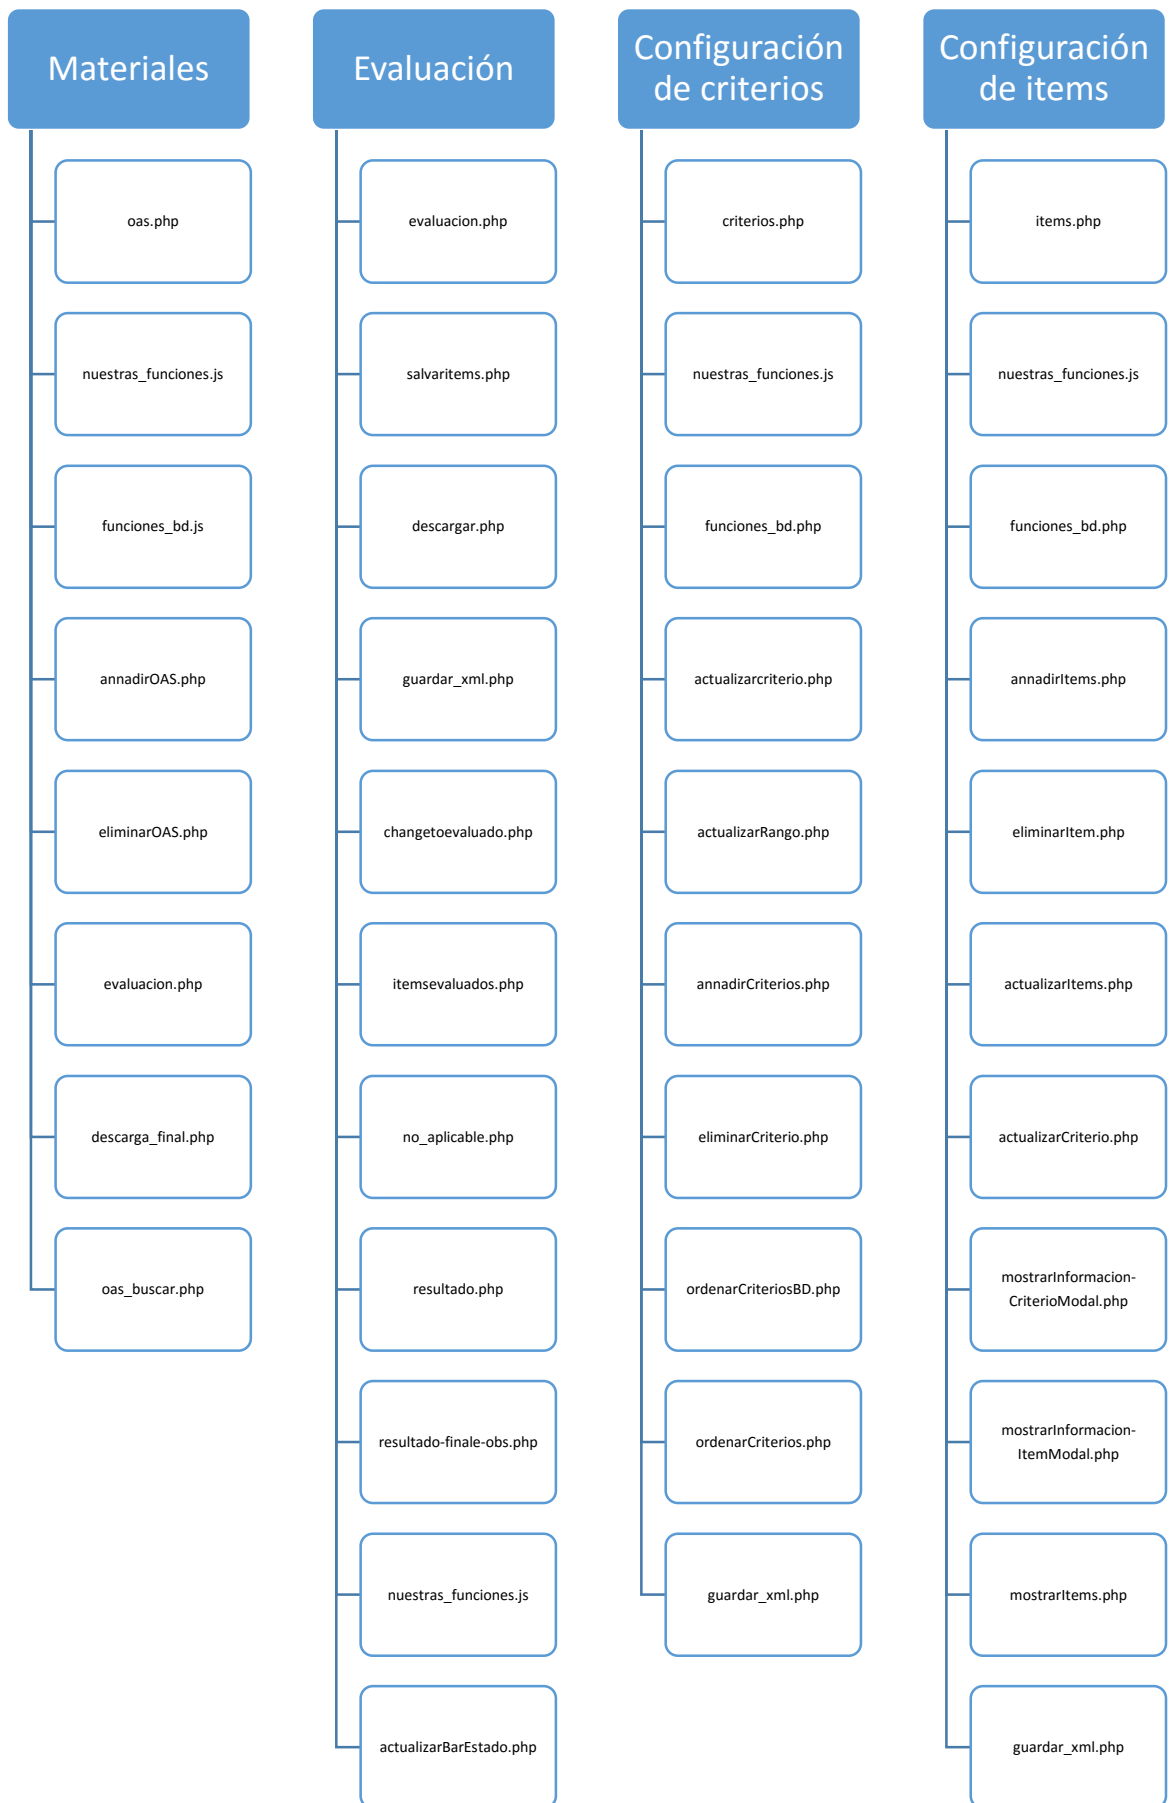 Materiales
oas.php
nuestras_funciones.js
funciones_bd.js
annadirOAS.php
eliminarOAS.php
evaluacion.php
descarga_final.php
oas_buscar.php
Evaluación
evaluacion.php
salvaritems.php
descargar.php
guardar_xml.php
changetoevaluado.php
itemsevaluados.php
no_aplicable.php
resultado.php
resultado-finale-obs.php
nuestras_funciones.js
actualizarBarEstado.php
Configuración
de criterios
criterios.php
nuestras_funciones.js
funciones_bd.php
actualizarcriterio.php
actualizarRango.php
annadirCriterios.php
eliminarCriterio.php
ordenarCriteriosBD.php
ordenarCriterios.php
guardar_xml.php
Configuración
de items
items.php
nuestras_funciones.js
funciones_bd.php
annadirItems.php
eliminarItem.php
actualizarItems.php
actualizarCriterio.php
mostrarInformacion-
CriterioModal.php
mostrarInformacion-
ItemModal.php
mostrarItems.php
guardar_xml.php